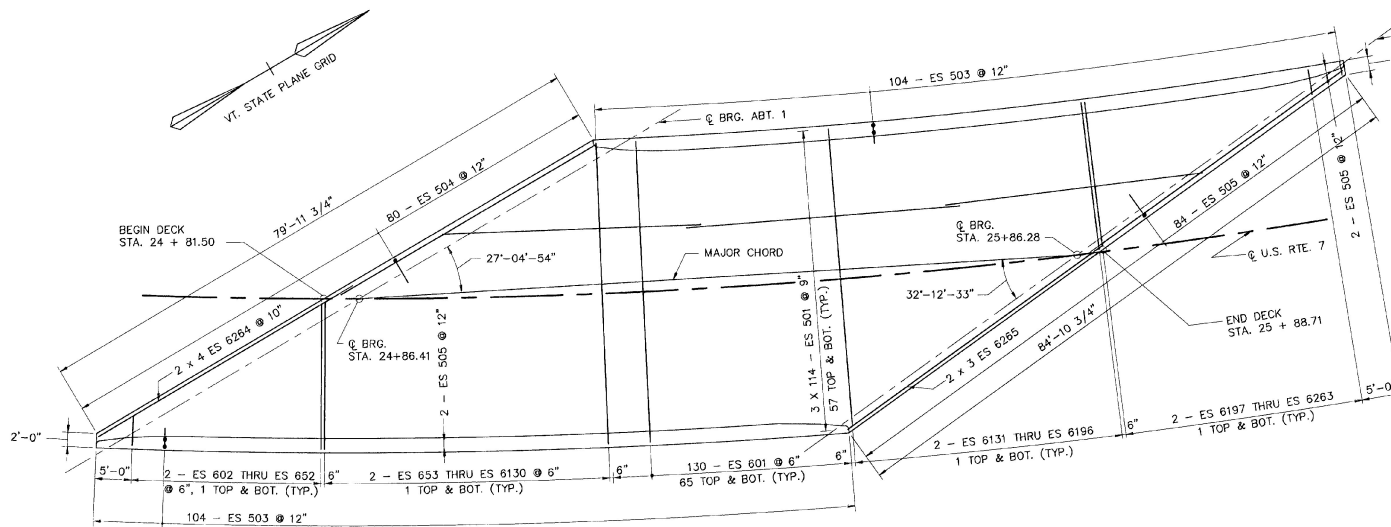 VT. STATE PLANE GRID
104 - ES 503 @ 12"
℄ BRG. ABT. 1
79'-11 3/4"
80 - ES 504 @ 12"
BEGIN DECK
STA. 24 + 81.50
27°-04'-54"
MAJOR CHORD
℄ BRG.
STA. 25+86.28
84 - ES 505 @ 12"
2 - ES 505 @ 12"
℄ U.S. RTE. 7
32°-12'-33"
3 X 114 - ES 501 @ 9"
57 TOP & BOT. (TYP.)
2 x 4 ES 6264 @ 10"
℄ BRG.
STA. 24+86.41
2 - ES 505 @ 12"
END DECK
STA. 25 + 88.71
84'-10 3/4"
2 x 3 ES 6265
2'-0"
5'-0"
2 - ES 602 THRU ES 652
@ 6", 1 TOP & BOT. (TYP.)
6"
2 - ES 653 THRU ES 6130 @ 6"
1 TOP & BOT. (TYP.)
6"
130 - ES 601 @ 6"
65 TOP & BOT. (TYP.)
6"
2 - ES 6131 THRU ES 6196
1 TOP & BOT. (TYP.)
6"
2 - ES 6197 THRU ES 6263
1 TOP & BOT. (TYP.)
5'-0
104 - ES 503 @ 12"